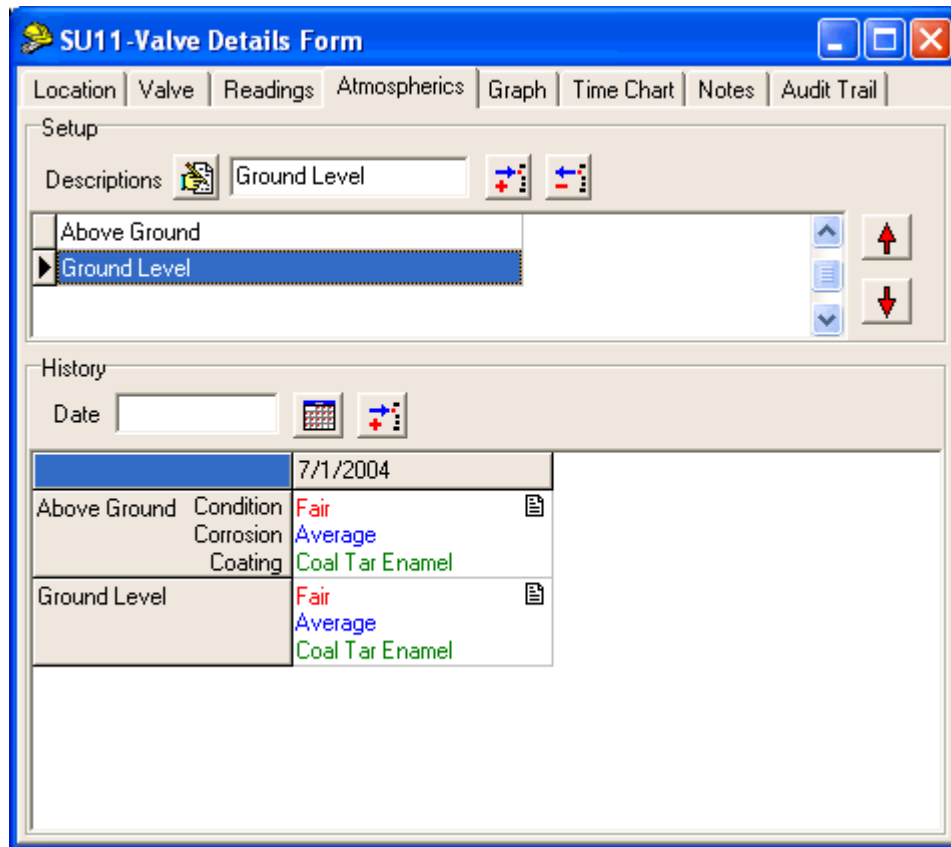 SU11-Valve Details Form
Location Valve Readings Atmospherics Graph Time Chart Notes Audit Trail
Setup
Descriptions Ground Level
Above Ground
Ground Level
History
Date
7/1/2004
Above Ground Condition Fair
Corrosion Average
Coating Coal Tar Enamel
Ground Level Fair
Average
Coal Tar Enamel